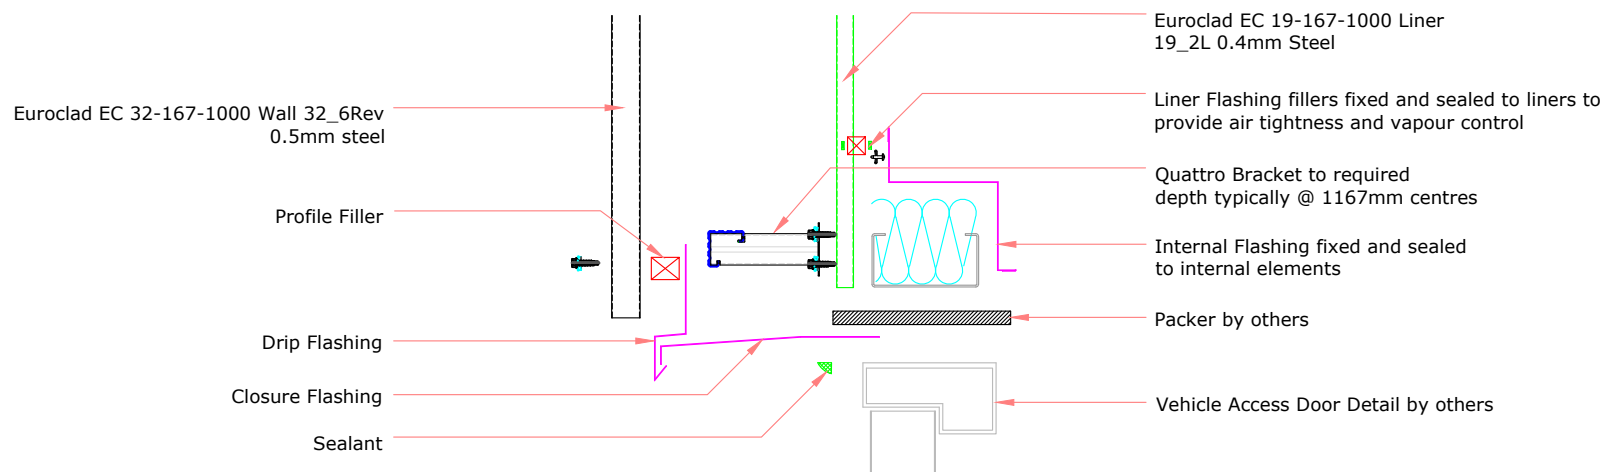 Euroclad EC 32-167-1000 Wall 32_6Rev
0.5mm steel
Profile Filler
Drip Flashing
Closure Flashing
Sealant
Euroclad EC 19-167-1000 Liner
19_2L 0.4mm Steel
Liner Flashing fillers fixed and sealed to liners to
provide air tightness and vapour control
Quattro Bracket to required
depth typically @ 1167mm centres
Internal Flashing fixed and sealed
to internal elements
Packer by others
Vehicle Access Door Detail by others